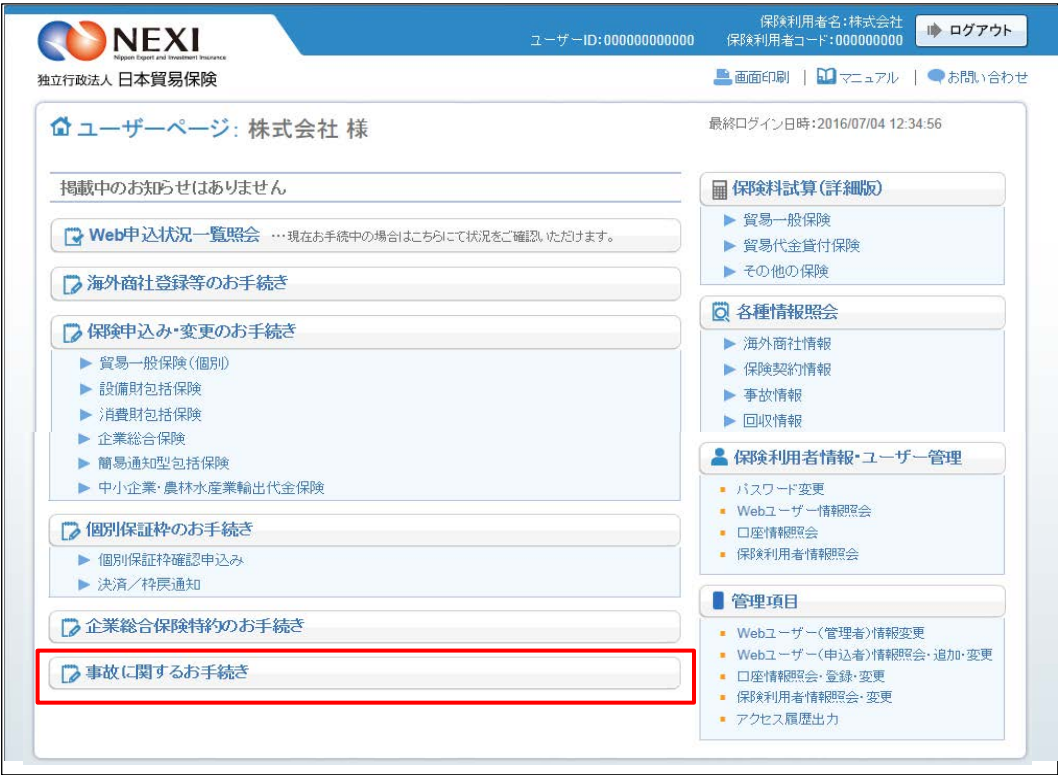 NEXI
Nippon Export and Investment Insurance
独立行政法人 日本貿易保険
ユーザーID:000000000000
保険利用者名:株式会社
保険利用者コード:000000000
ログアウト
画面印刷 | マニュアル | お問い合わせ
ユーザーページ: 株式会社 様
最終ログイン日時:2016/07/04 12:34:56
掲載中のお知らせはありません
Web申込状況一覧照会 …現在お手続中の場合はこちらにて状況をご確認いただけます。
海外商社登録等のお手続き
保険申込み・変更のお手続き
貿易一般保険(個別)
設備財包括保険
消費財包括保険
企業総合保険
簡易通知型包括保険
中小企業・農林水産業輸出代金保険
個別保証枠のお手続き
個別保証枠確認申込み
決済／枠戻通知
企業総合保険特約のお手続き
事故に関するお手続き
保険料試算(詳細版)
貿易一般保険
貿易代金貸付保険
その他の保険
各種情報照会
海外商社情報
保険契約情報
事故情報
回収情報
保険利用者情報・ユーザー管理
パスワード変更
Webユーザー情報照会
口座情報照会
保険利用者情報照会
管理項目
Webユーザー(管理者)情報変更
Webユーザー(申込者)情報照会・追加・変更
口座情報照会・登録・変更
保険利用者情報照会・変更
アクセス履歴出力